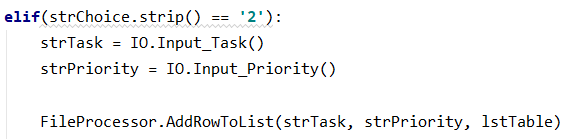 elif(strChoice.strip() == '2'):
    strTask = IO.Input_Task()
    strPriority = IO.Input_Priority()

    FileProcessor.AddRowToList(strTask, strPriority, lstTable)